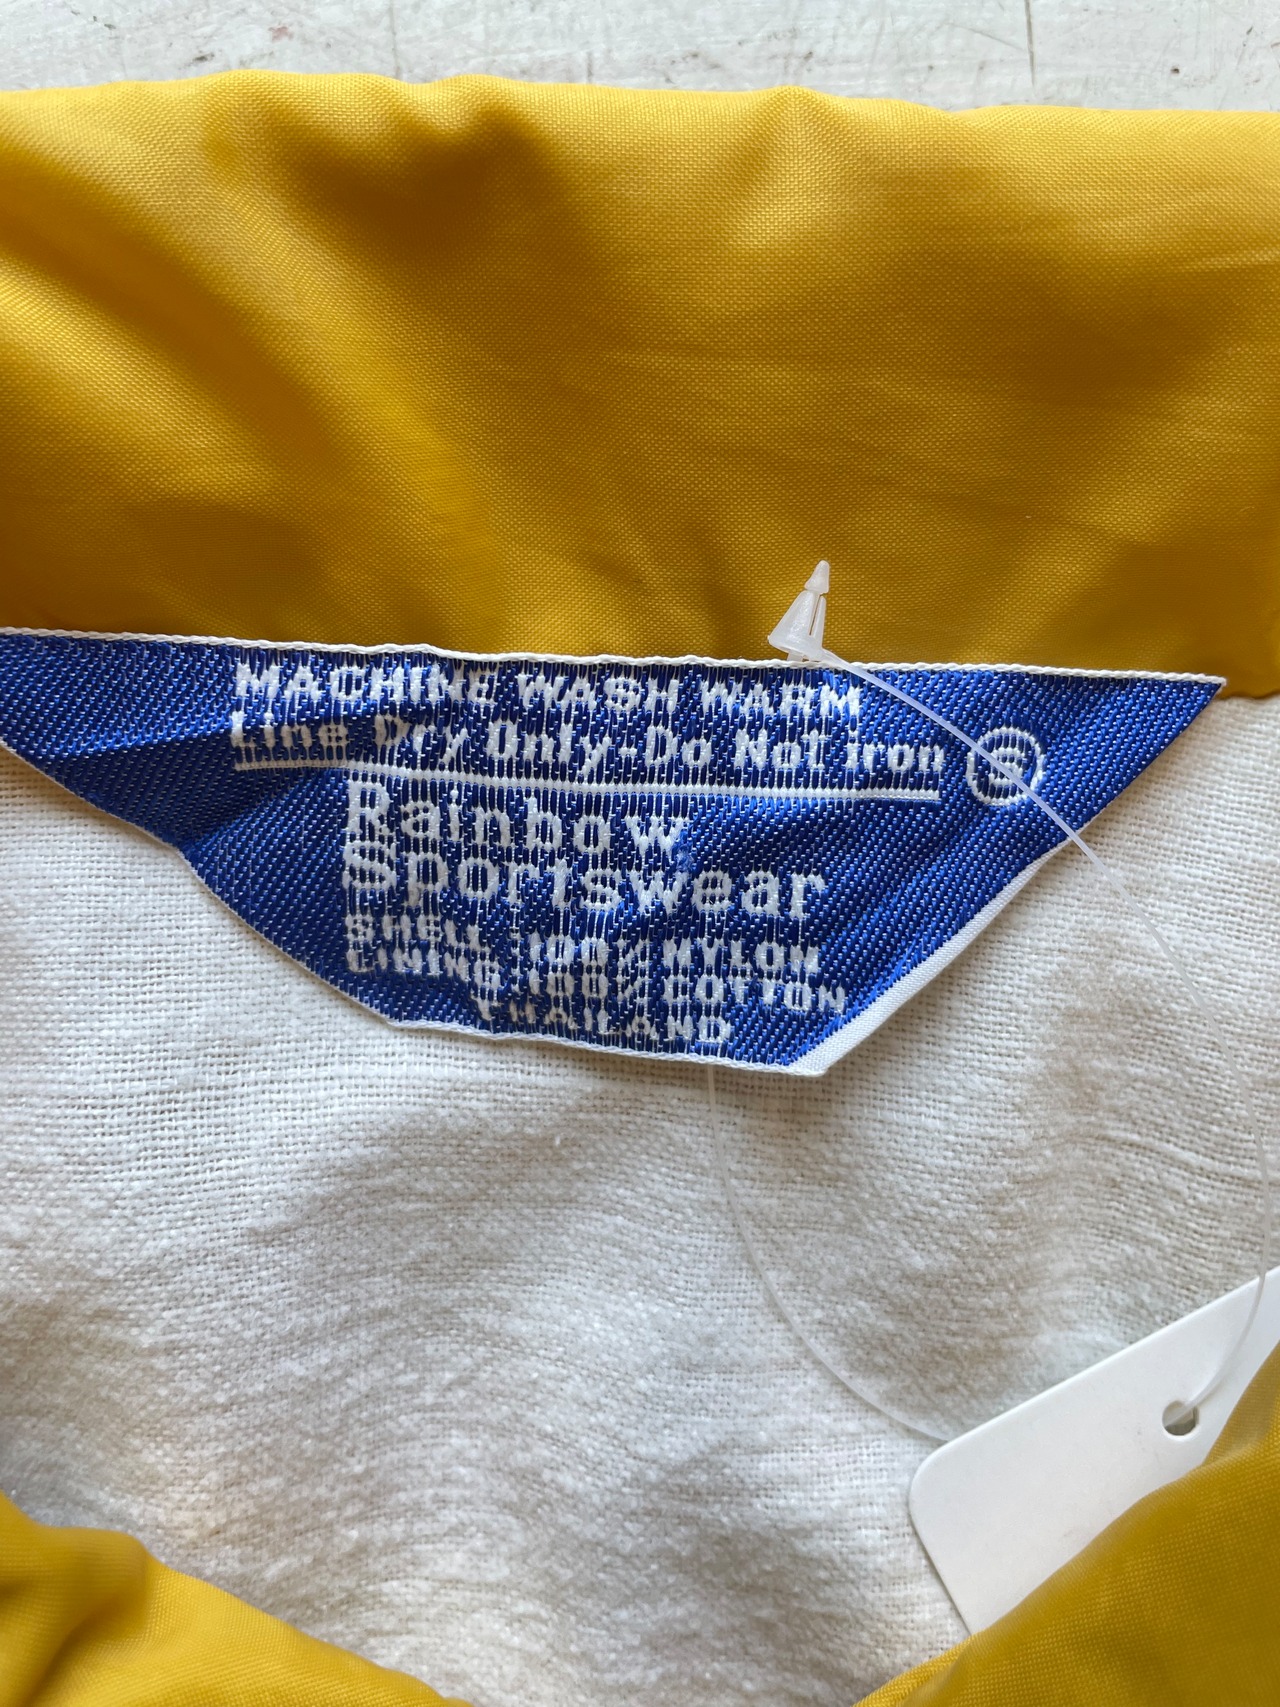 MACHINE WASH WARM
Line Dry Only-Do Not Iron
S
Rainbow
Sportswear
SHELL 100% NYLON
LINING 100% COTTON
THAILAND